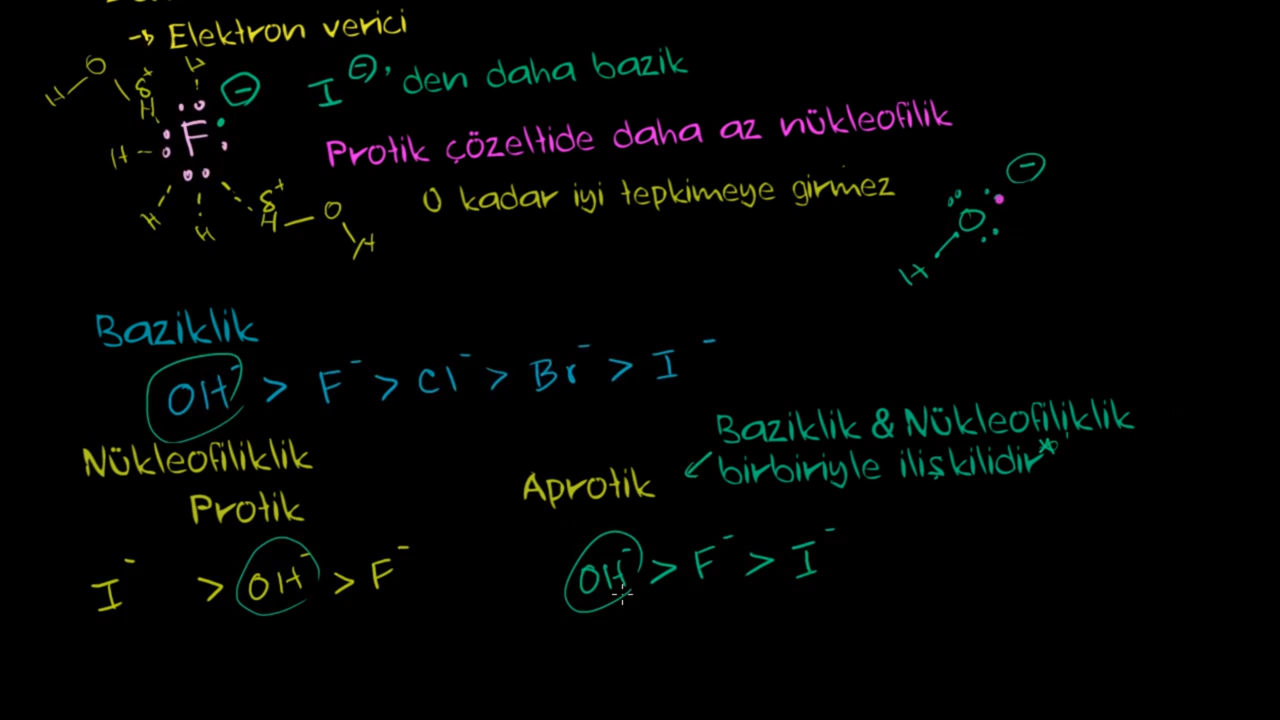 → Elektron verici
I⊖'den daha bazik
Protik çözeltide daha az nükleofilik
O kadar iyi tepkimeye girmez
H O δ+ H H
F ⊖
H
H H δ+ H O H
H O ⊖
Baziklik
OH⁻ > F⁻ > Cl⁻ > Br⁻ > I⁻
Baziklik & Nükleofiliklik
birbiriyle ilişkilidir*
Nükleofiliklik
Protik
Aprotik
I⁻ > OH⁻ > F⁻
OH⁻ > F⁻ > I⁻